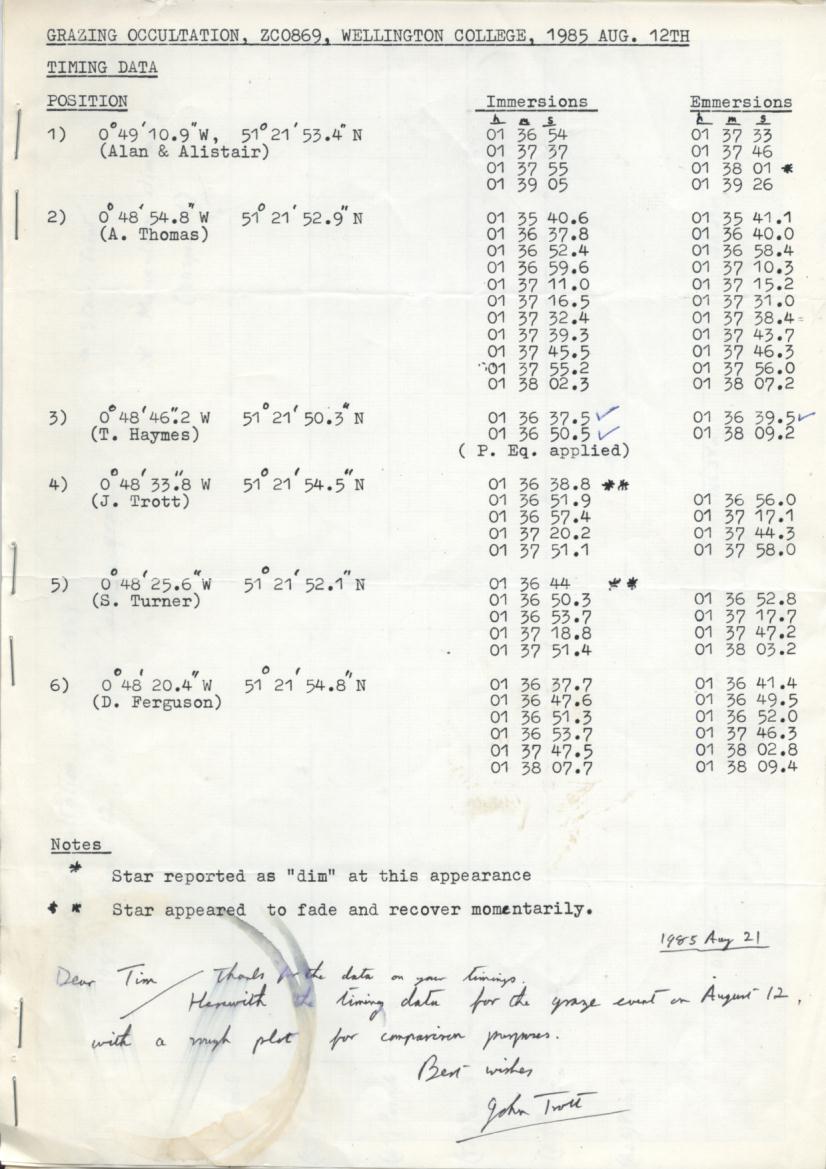 GRAZING OCCULTATION, ZC0869, WELLINGTON COLLEGE, 1985 AUG. 12TH
TIMING DATA
POSITION Immersions Emmersions
h m s h m s
1) 0°49'10.9"W, 51°21'53.4"N 01 36 54 01 37 33
(Alan & Alistair) 01 37 37 01 37 46
01 37 55 01 38 01 *
01 39 05 01 39 26
2) 0°48'54.8"W 51°21'52.9"N 01 35 40.6 01 35 41.1
(A. Thomas) 01 36 37.8 01 36 40.0
01 36 52.4 01 36 58.4
01 36 59.6 01 37 10.3
01 37 11.0 01 37 15.2
01 37 16.5 01 37 31.0
01 37 32.4 01 37 38.4
01 37 39.3 01 37 43.7
01 37 45.5 01 37 46.3
01 37 55.2 01 37 56.0
01 38 02.3 01 38 07.2
3) 0°48'46".2 W 51°21'50.3"N 01 36 37.5 ✓ 01 36 39.5 ✓
(T. Haymes) 01 36 50.5 ✓ 01 38 09.2
( P. Eq. applied)
4) 0°48'33".8 W 51°21'54.5"N 01 36 38.8 **
(J. Trott) 01 36 51.9 01 36 56.0
01 36 57.4 01 37 17.1
01 37 20.2 01 37 44.3
01 37 51.1 01 37 58.0
5) 0°48'25.6"W 51°21'52.1"N 01 36 44 **
(S. Turner) 01 36 50.3 01 36 52.8
01 36 53.7 01 37 17.7
01 37 18.8 01 37 47.2
01 37 51.4 01 38 03.2
6) 0°48'20.4"W 51°21'54.8"N 01 36 37.7 01 36 41.4
(D. Ferguson) 01 36 47.6 01 36 49.5
01 36 51.3 01 36 52.0
01 36 53.7 01 37 46.3
01 37 47.5 01 38 02.8
01 38 07.7 01 38 09.4
Notes
* Star reported as "dim" at this appearance
* * Star appeared to fade and recover momentarily.
1985 Aug 21
Dear Tim Thanks for the data on your timings.
Herewith the timing data for the graze event on August 12,
with a rough plot for comparison purposes.
Best wishes
John Trott